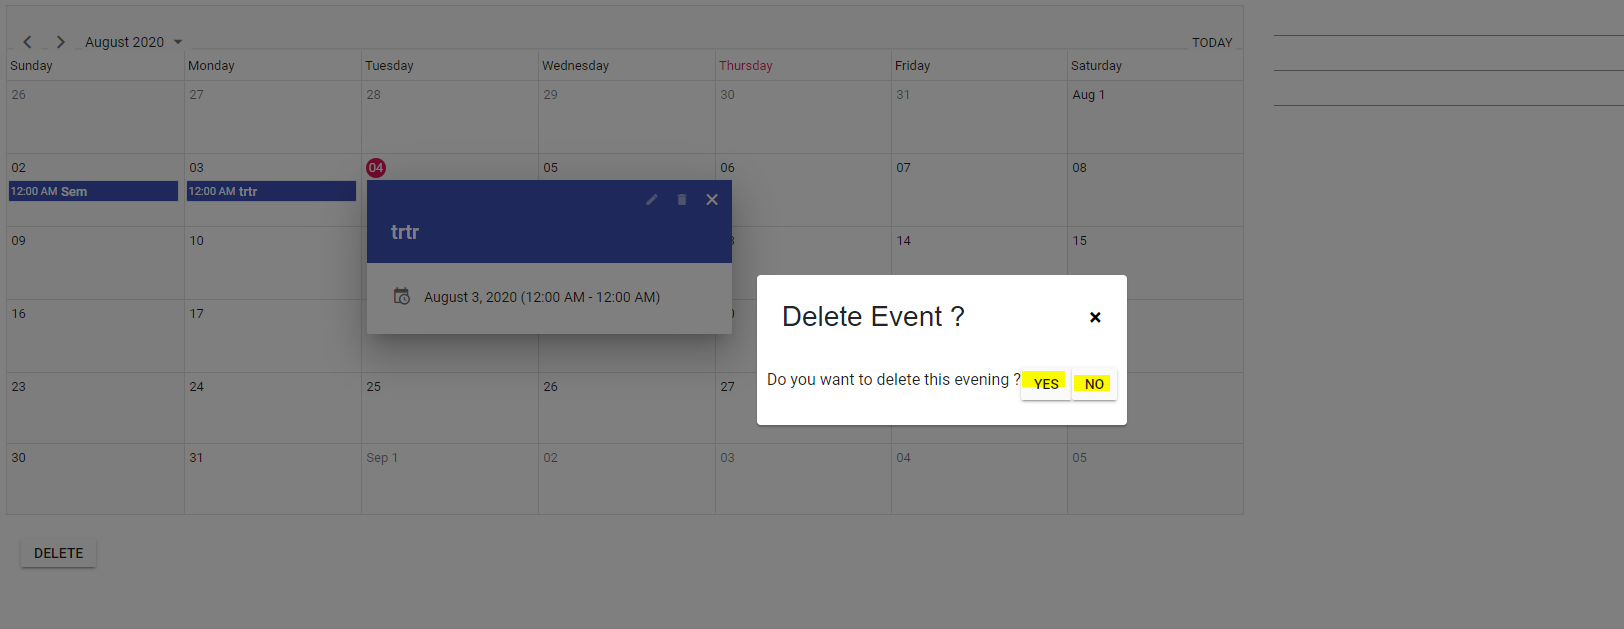 August 2020
TODAY
Sunday Monday Tuesday Wednesday Thursday Friday Saturday
26 27 28 29 30 31 Aug 1
02 03 04 05 06 07 08
12:00 AM Sem 12:00 AM trtr
trtr
09 10 14 15
August 3, 2020 (12:00 AM - 12:00 AM)
16 17
Delete Event ?
×
Do you want to delete this evening ? YES NO
23 24 25 26 27
30 31 Sep 1 02 03 04 05
DELETE